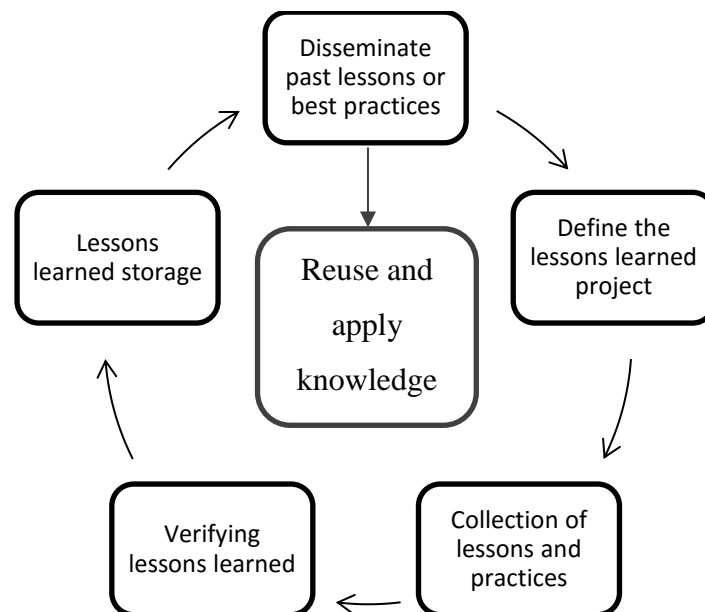 Disseminate
past lessons or
best practices
Define the
lessons learned
project
Collection of
lessons and
practices
Verifying
lessons learned
Lessons
learned storage
Reuse and
apply
knowledge